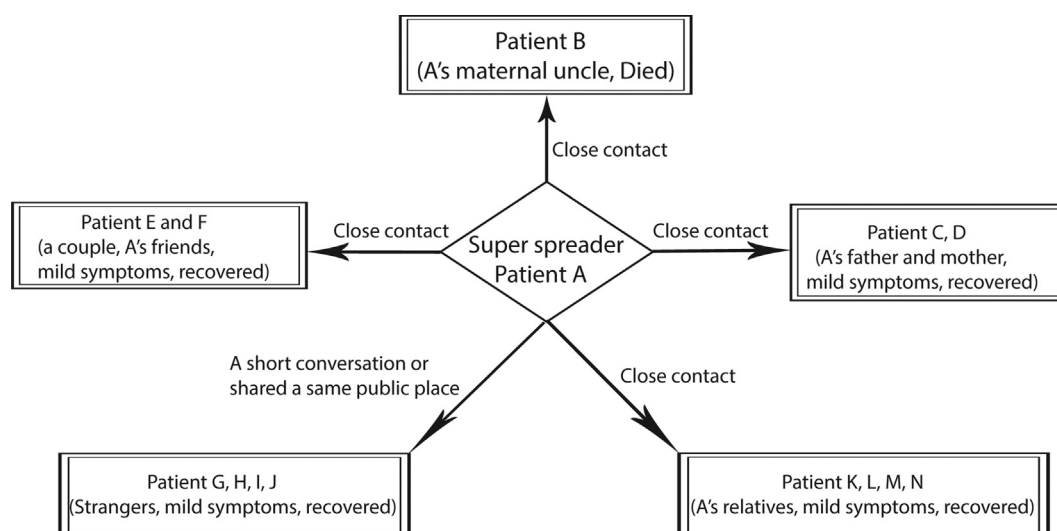 Patient B
(A's maternal uncle, Died)
Close contact
Patient E and F
(a couple, A's friends,
mild symptoms, recovered)
Close contact
Super spreader
Patient A
Close contact
Patient C, D
(A's father and mother,
mild symptoms, recovered)
A short conversation or
shared a same public place
Close contact
Patient G, H, I, J
(Strangers, mild symptoms, recovered)
Patient K, L, M, N
(A's relatives, mild symptoms, recovered)